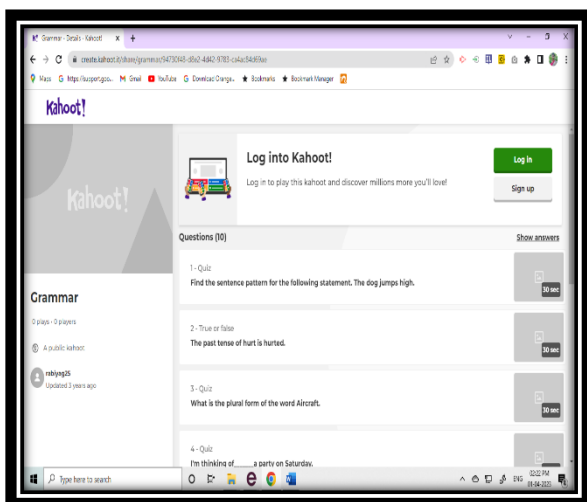 Grammar - Details - Kahoot!
create.kahoot.it/share/grammar/
Maps
Gmail
YouTube
Bookmarks
Bookmark Manager
Kahoot!
Kahoot!
Log into Kahoot!
Log in to play this kahoot and discover millions more you'll love!
Log in
Sign up
Questions (10)
Show answers
1 - Quiz
Find the sentence pattern for the following statement. The dog jumps high.
30 sec
2 - True or false
The past tense of hurt is hurted.
30 sec
3 - Quiz
What is the plural form of the word Aircraft.
30 sec
4 - Quiz
I'm thinking of_____a party on Saturday.
Grammar
0 plays · 0 players
A public kahoot
rabiyag25
Updated 3 years ago
Type here to search
ENG
02:22 PM